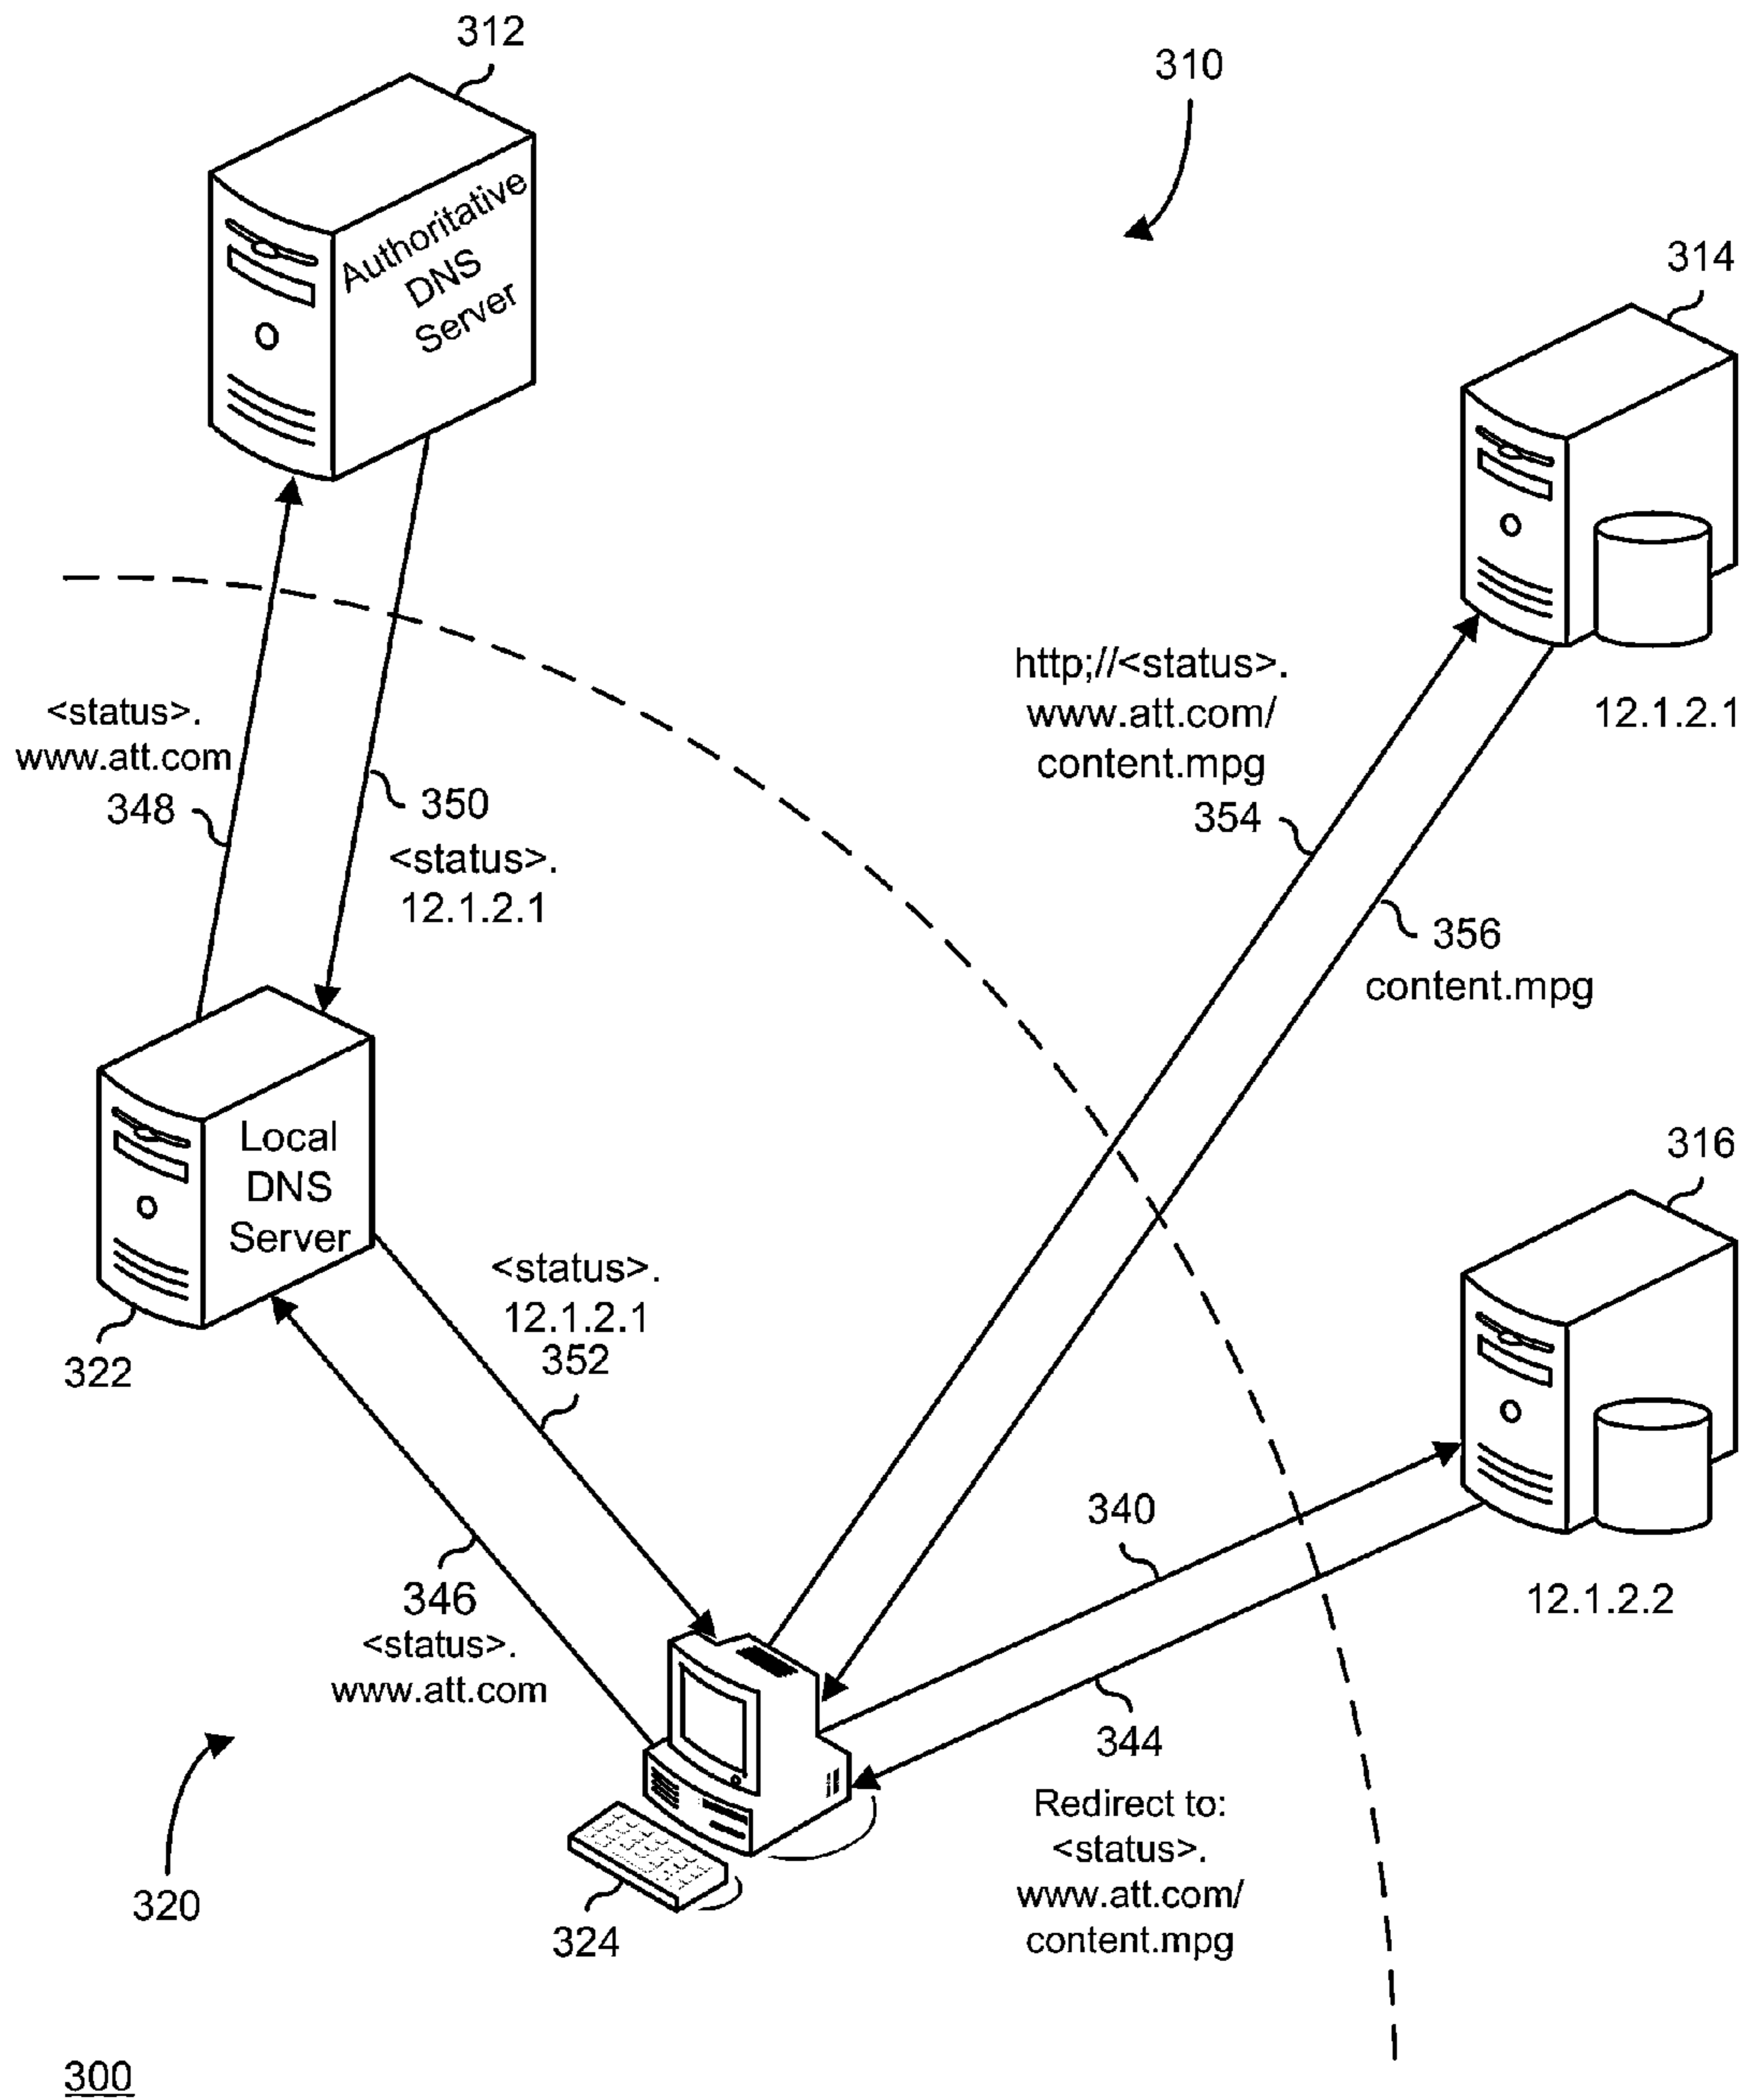 312
310
Authoritative
DNS
Server
314
12.1.2.1
http;//<status>.
www.att.com/
content.mpg
354
<status>.
www.att.com
348
350
<status>.
12.1.2.1
356
content.mpg
Local
DNS
Server
322
<status>.
12.1.2.1
352
316
12.1.2.2
340
346
<status>.
www.att.com
344
Redirect to:
<status>.
www.att.com/
content.mpg
320
324
300